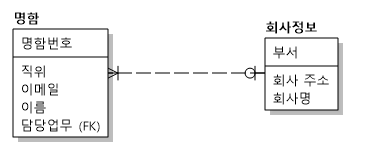 명함
명함번호
직위
이메일
이름
담당업무 (FK)
회사정보
부서
회사 주소
회사명